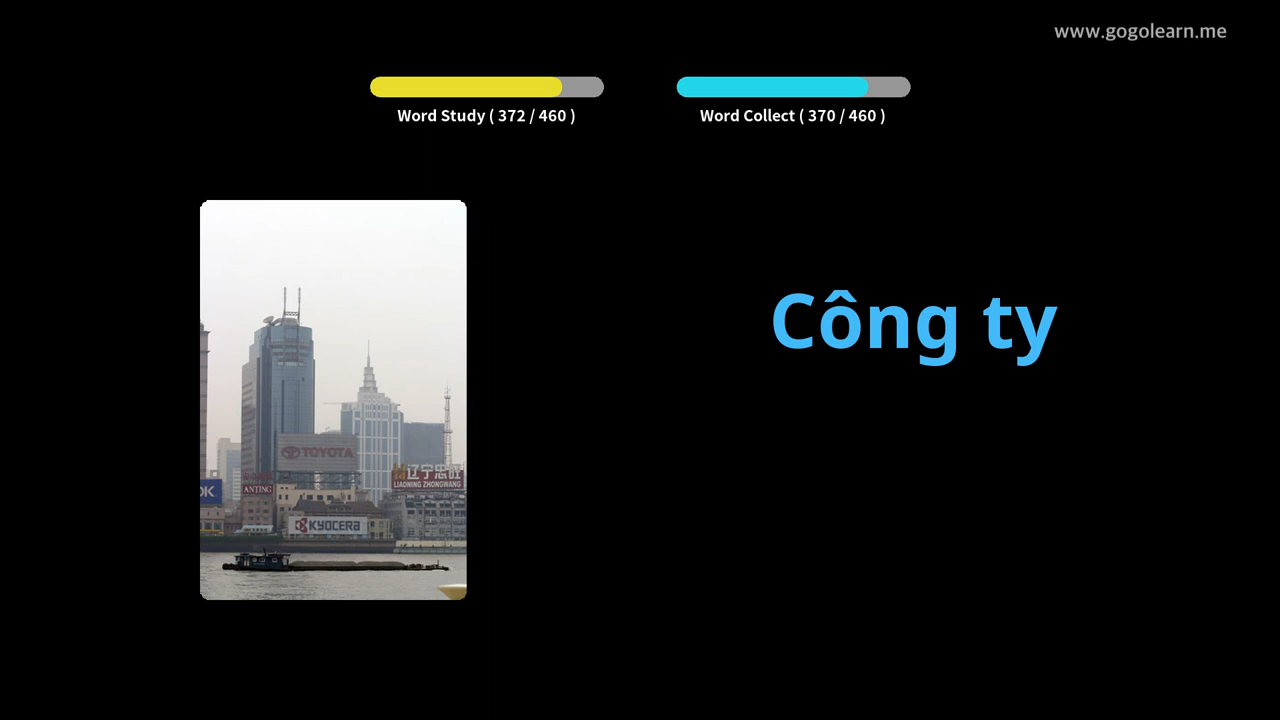 www.gogolearn.me
Word Study ( 372 / 460 )
Word Collect ( 370 / 460 )
Công ty
TOYOTA
辽宁忠旺
LIAONING ZHONGWANG
ANTING
OK
KYOCERA